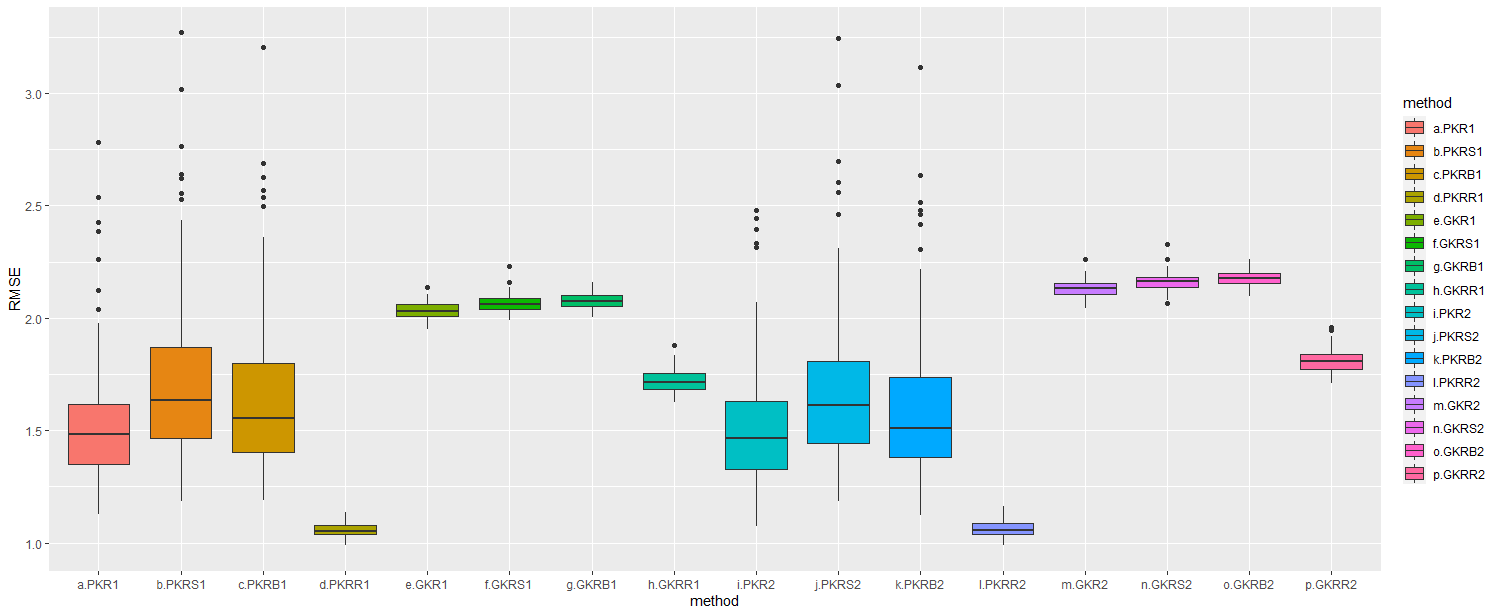 3.0
2.5
2.0
1.5
1.0
RMSE
a.PKR1 b.PKRS1 c.PKRB1 d.PKRR1 e.GKR1 f.GKRS1 g.GKRB1 h.GKRR1 i.PKR2 j.PKRS2 k.PKRB2 l.PKRR2 m.GKR2 n.GKRS2 o.GKRB2 p.GKRR2
method
method
a.PKR1
b.PKRS1
c.PKRB1
d.PKRR1
e.GKR1
f.GKRS1
g.GKRB1
h.GKRR1
i.PKR2
j.PKRS2
k.PKRB2
l.PKRR2
m.GKR2
n.GKRS2
o.GKRB2
p.GKRR2